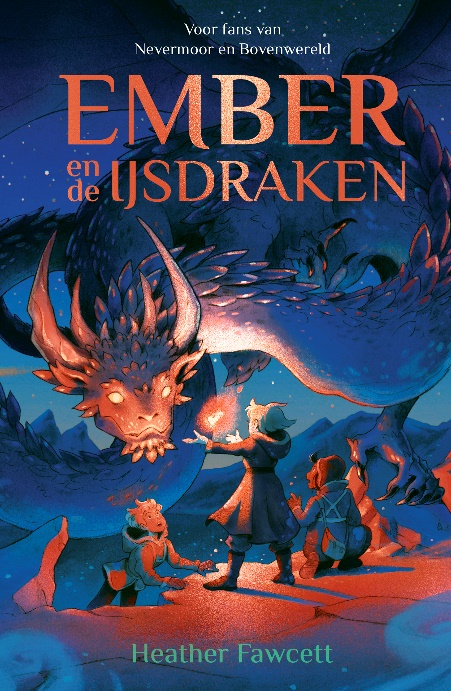 Voor fans van
Nevermoor en Bovenwereld
EMBER
en
de IJSDRAKEN
Heather Fawcett